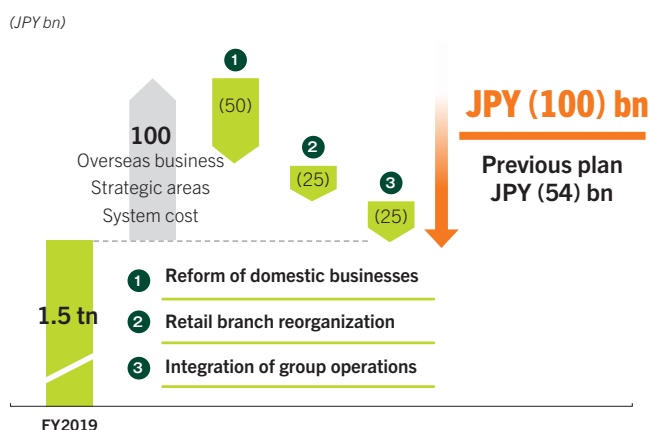 (JPY bn)
1
(50)
100
Overseas business
Strategic areas
System cost
2
(25)
3
(25)
JPY (100) bn
Previous plan
JPY (54) bn
1.5 tn
1 Reform of domestic businesses
2 Retail branch reorganization
3 Integration of group operations
FY2019